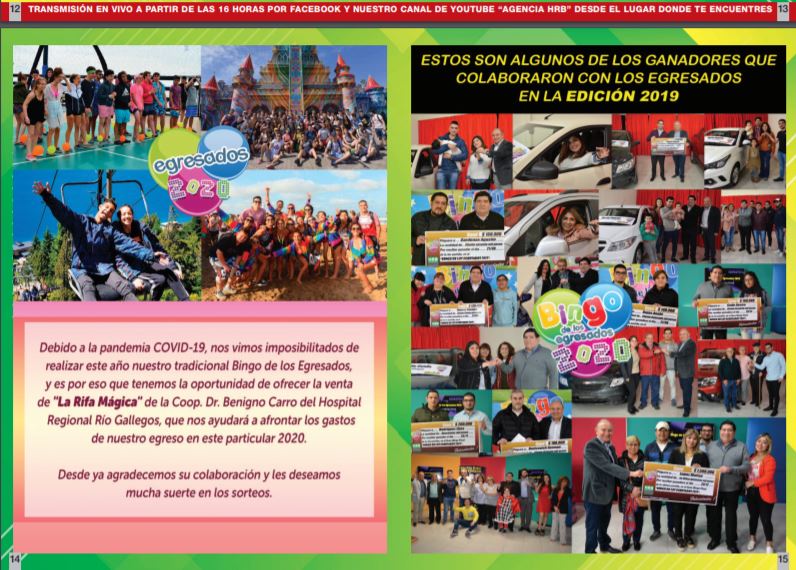 12 TRANSMISIÓN EN VIVO A PARTIR DE LAS 16 HORAS POR FACEBOOK Y NUESTRO CANAL DE YOUTUBE “AGENCIA HRB” DESDE EL LUGAR DONDE TE ENCUENTRES 13
egresados
2020
Debido a la pandemia COVID-19, nos vimos imposibilitados de
realizar este año nuestro tradicional Bingo de los Egresados,
y es por eso que tenemos la oportunidad de ofrecer la venta
de "La Rifa Mágica" de la Coop. Dr. Benigno Carro del Hospital
Regional Río Gallegos, que nos ayudará a afrontar los gastos
de nuestro egreso en este particular 2020.
Desde ya agradecemos su colaboración y les deseamos
mucha suerte en los sorteos.
14
ESTOS SON ALGUNOS DE LOS GANADORES QUE
COLABORARON CON LOS EGRESADOS
EN LA EDICIÓN 2019
Bingo
de los
egresados
2020
15